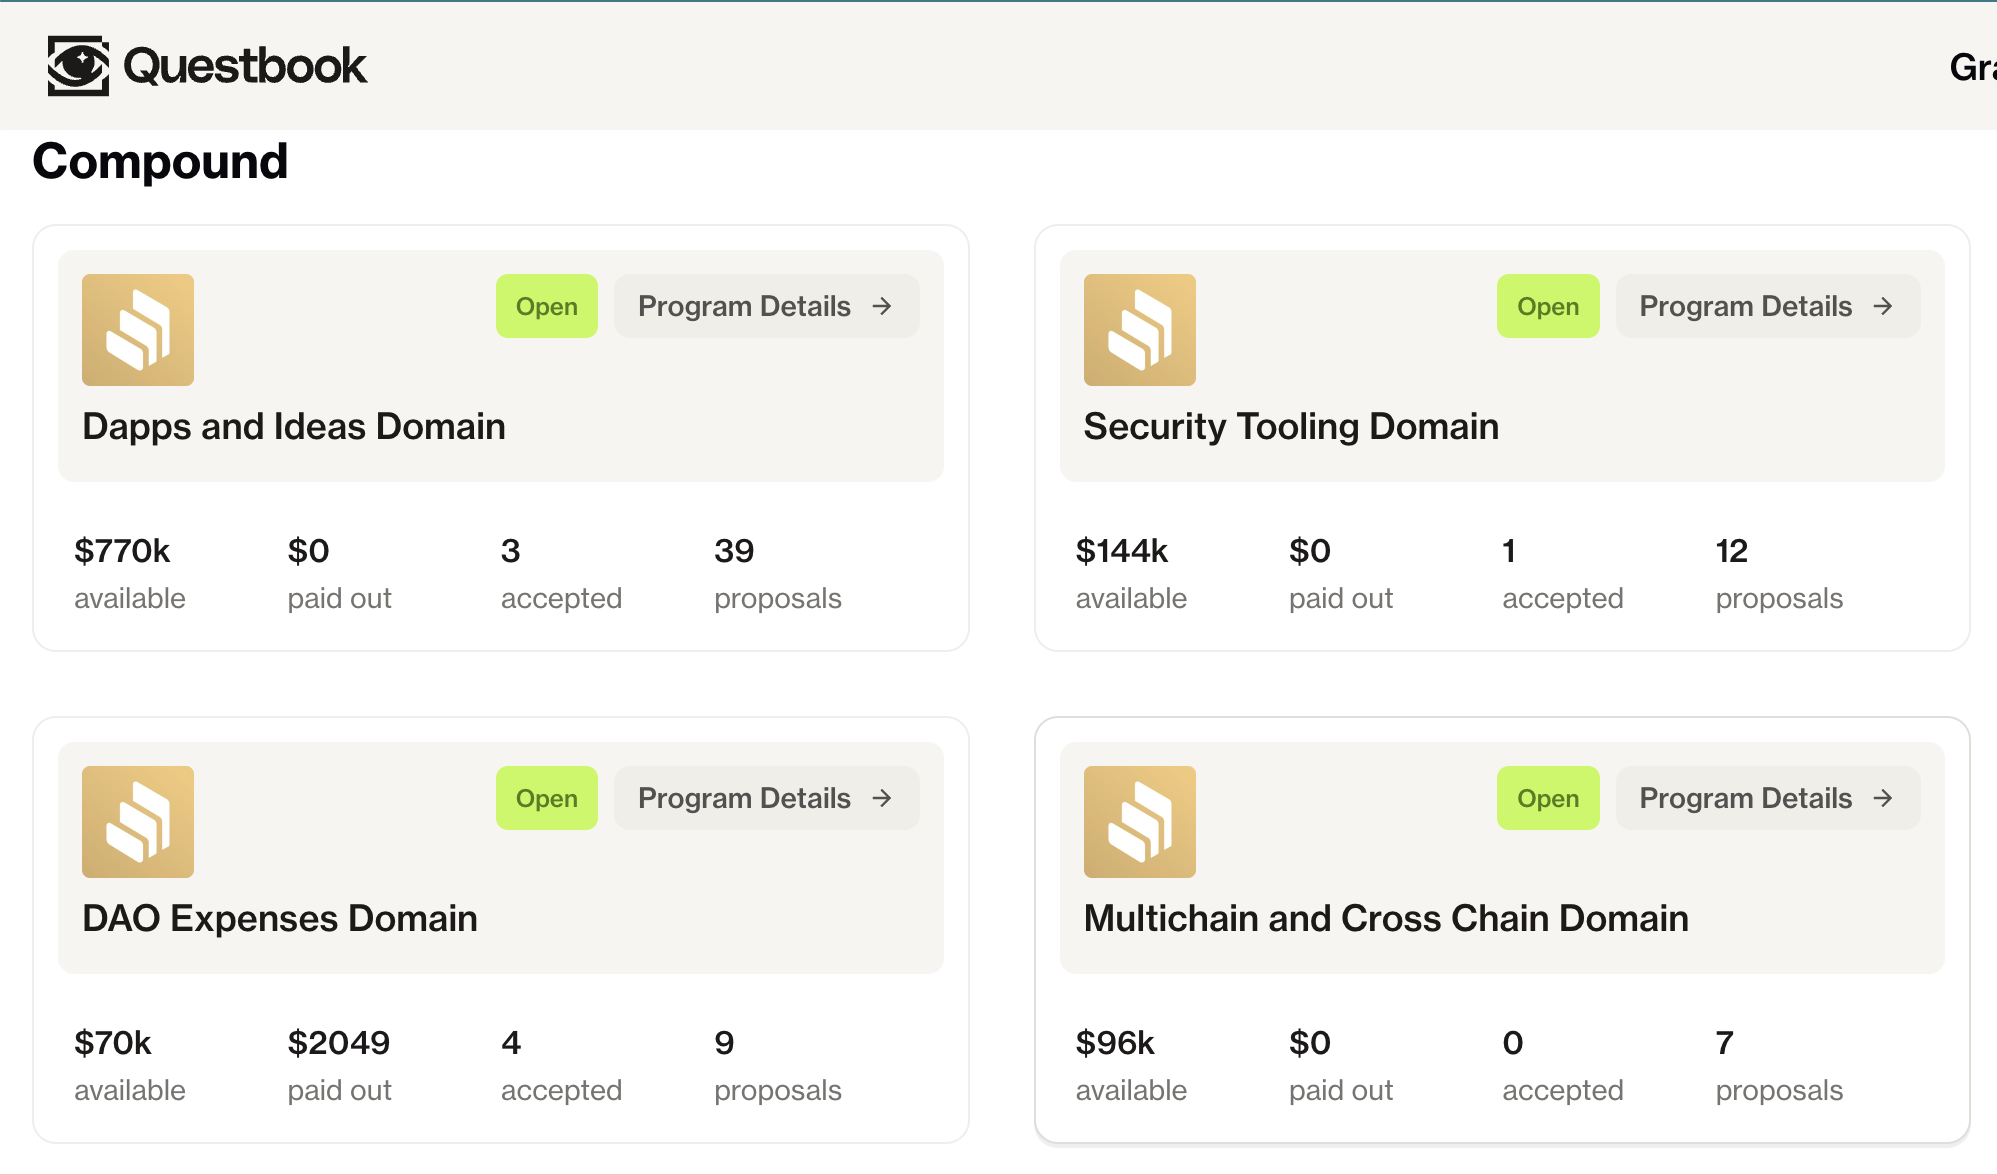 Questbook
Compound
Open
Program Details →
Dapps and Ideas Domain
$770k $0 3 39
available paid out accepted proposals
Open
Program Details →
Security Tooling Domain
$144k $0 1 12
available paid out accepted proposals
Open
Program Details →
DAO Expenses Domain
$70k $2049 4 9
available paid out accepted proposals
Open
Program Details →
Multichain and Cross Chain Domain
$96k $0 0 7
available paid out accepted proposals